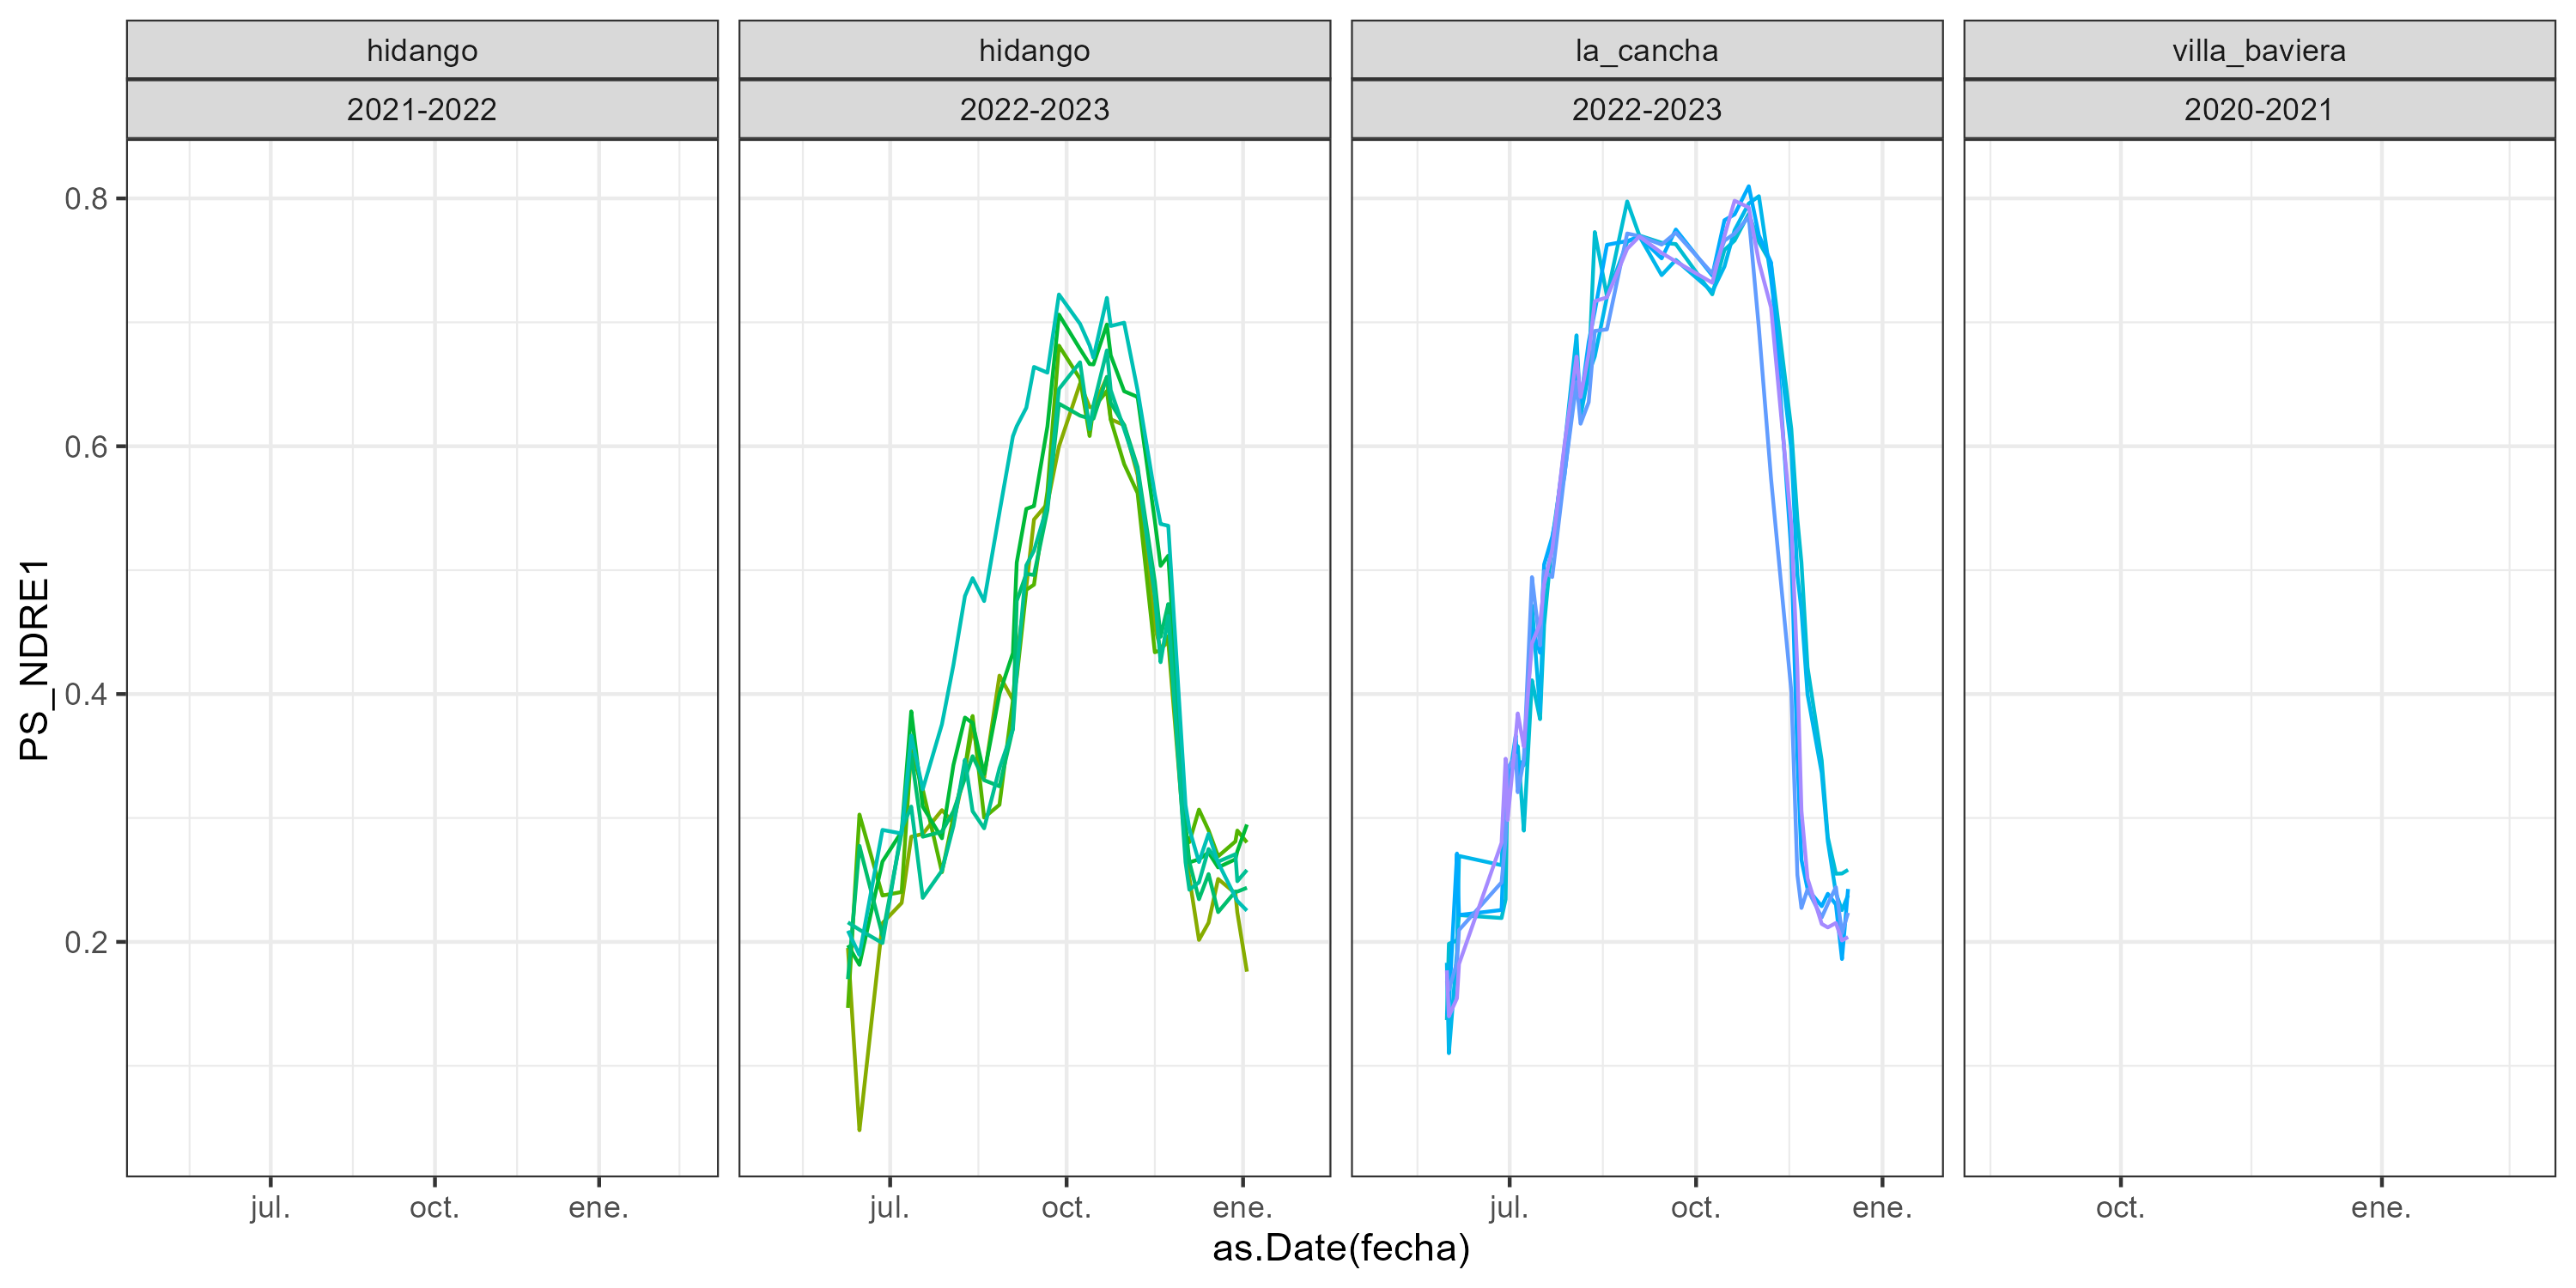 hidango
hidango
la_cancha
villa_baviera
2021-2022
2022-2023
2022-2023
2020-2021
PS_NDRE1
0.8
0.6
0.4
0.2
jul.
oct.
ene.
jul.
oct.
ene.
jul.
oct.
ene.
oct.
ene.
as.Date(fecha)